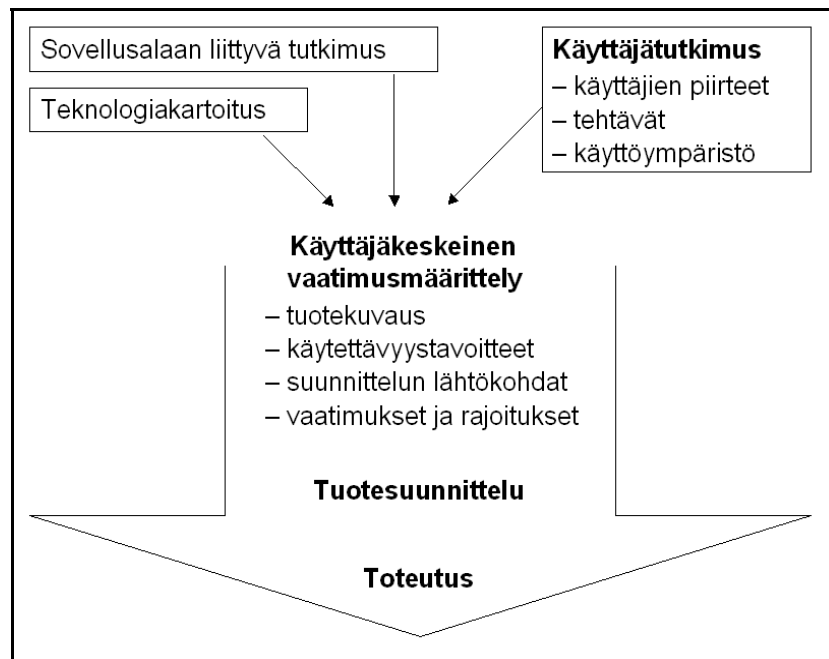 Sovellusalaan liittyvä tutkimus
Teknologiakartoitus
Käyttäjätutkimus
– käyttäjien piirteet
– tehtävät
– käyttöympäristö
Käyttäjäkeskeinen
vaatimusmäärittely
– tuotekuvaus
– käytettävyystavoitteet
– suunnittelun lähtökohdat
– vaatimukset ja rajoitukset
Tuotesuunnittelu
Toteutus